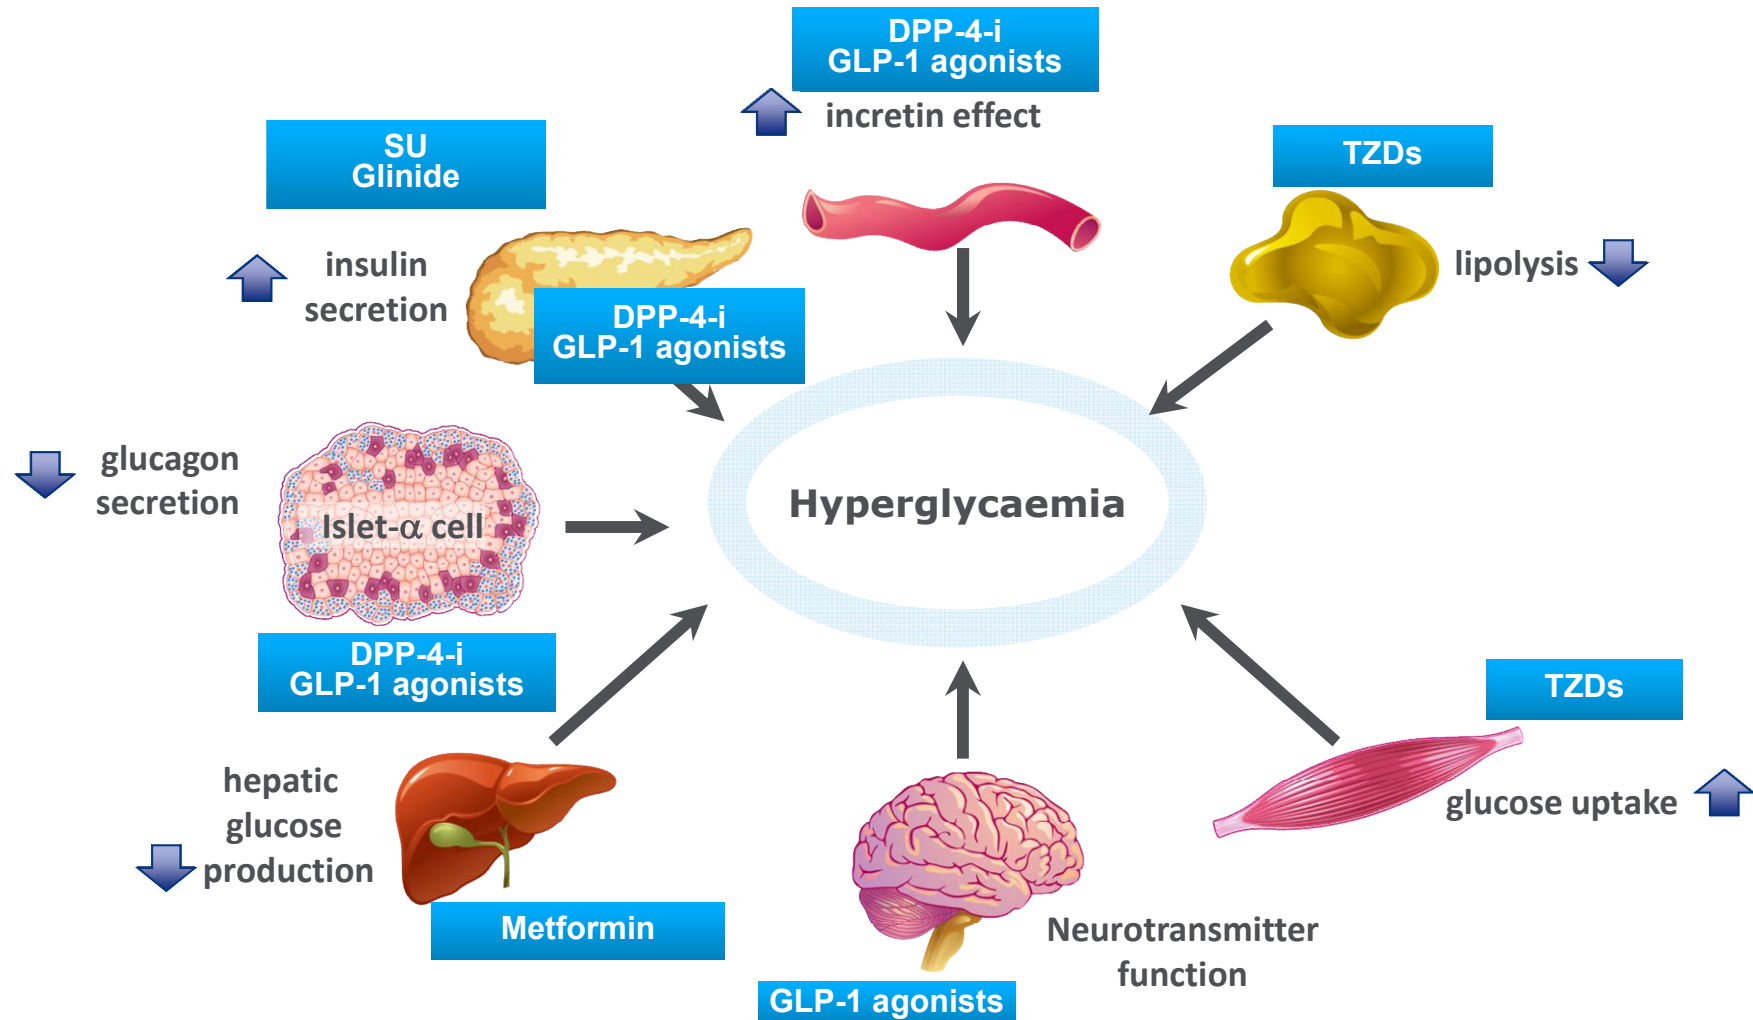 DPP-4-i
GLP-1 agonists
incretin effect
SU
Glinide
insulin
secretion
DPP-4-i
GLP-1 agonists
TZDs
lipolysis
glucagon
secretion
Islet-α cell
DPP-4-i
GLP-1 agonists
Hyperglycaemia
hepatic
glucose
production
Metformin
Neurotransmitter
function
GLP-1 agonists
TZDs
glucose uptake